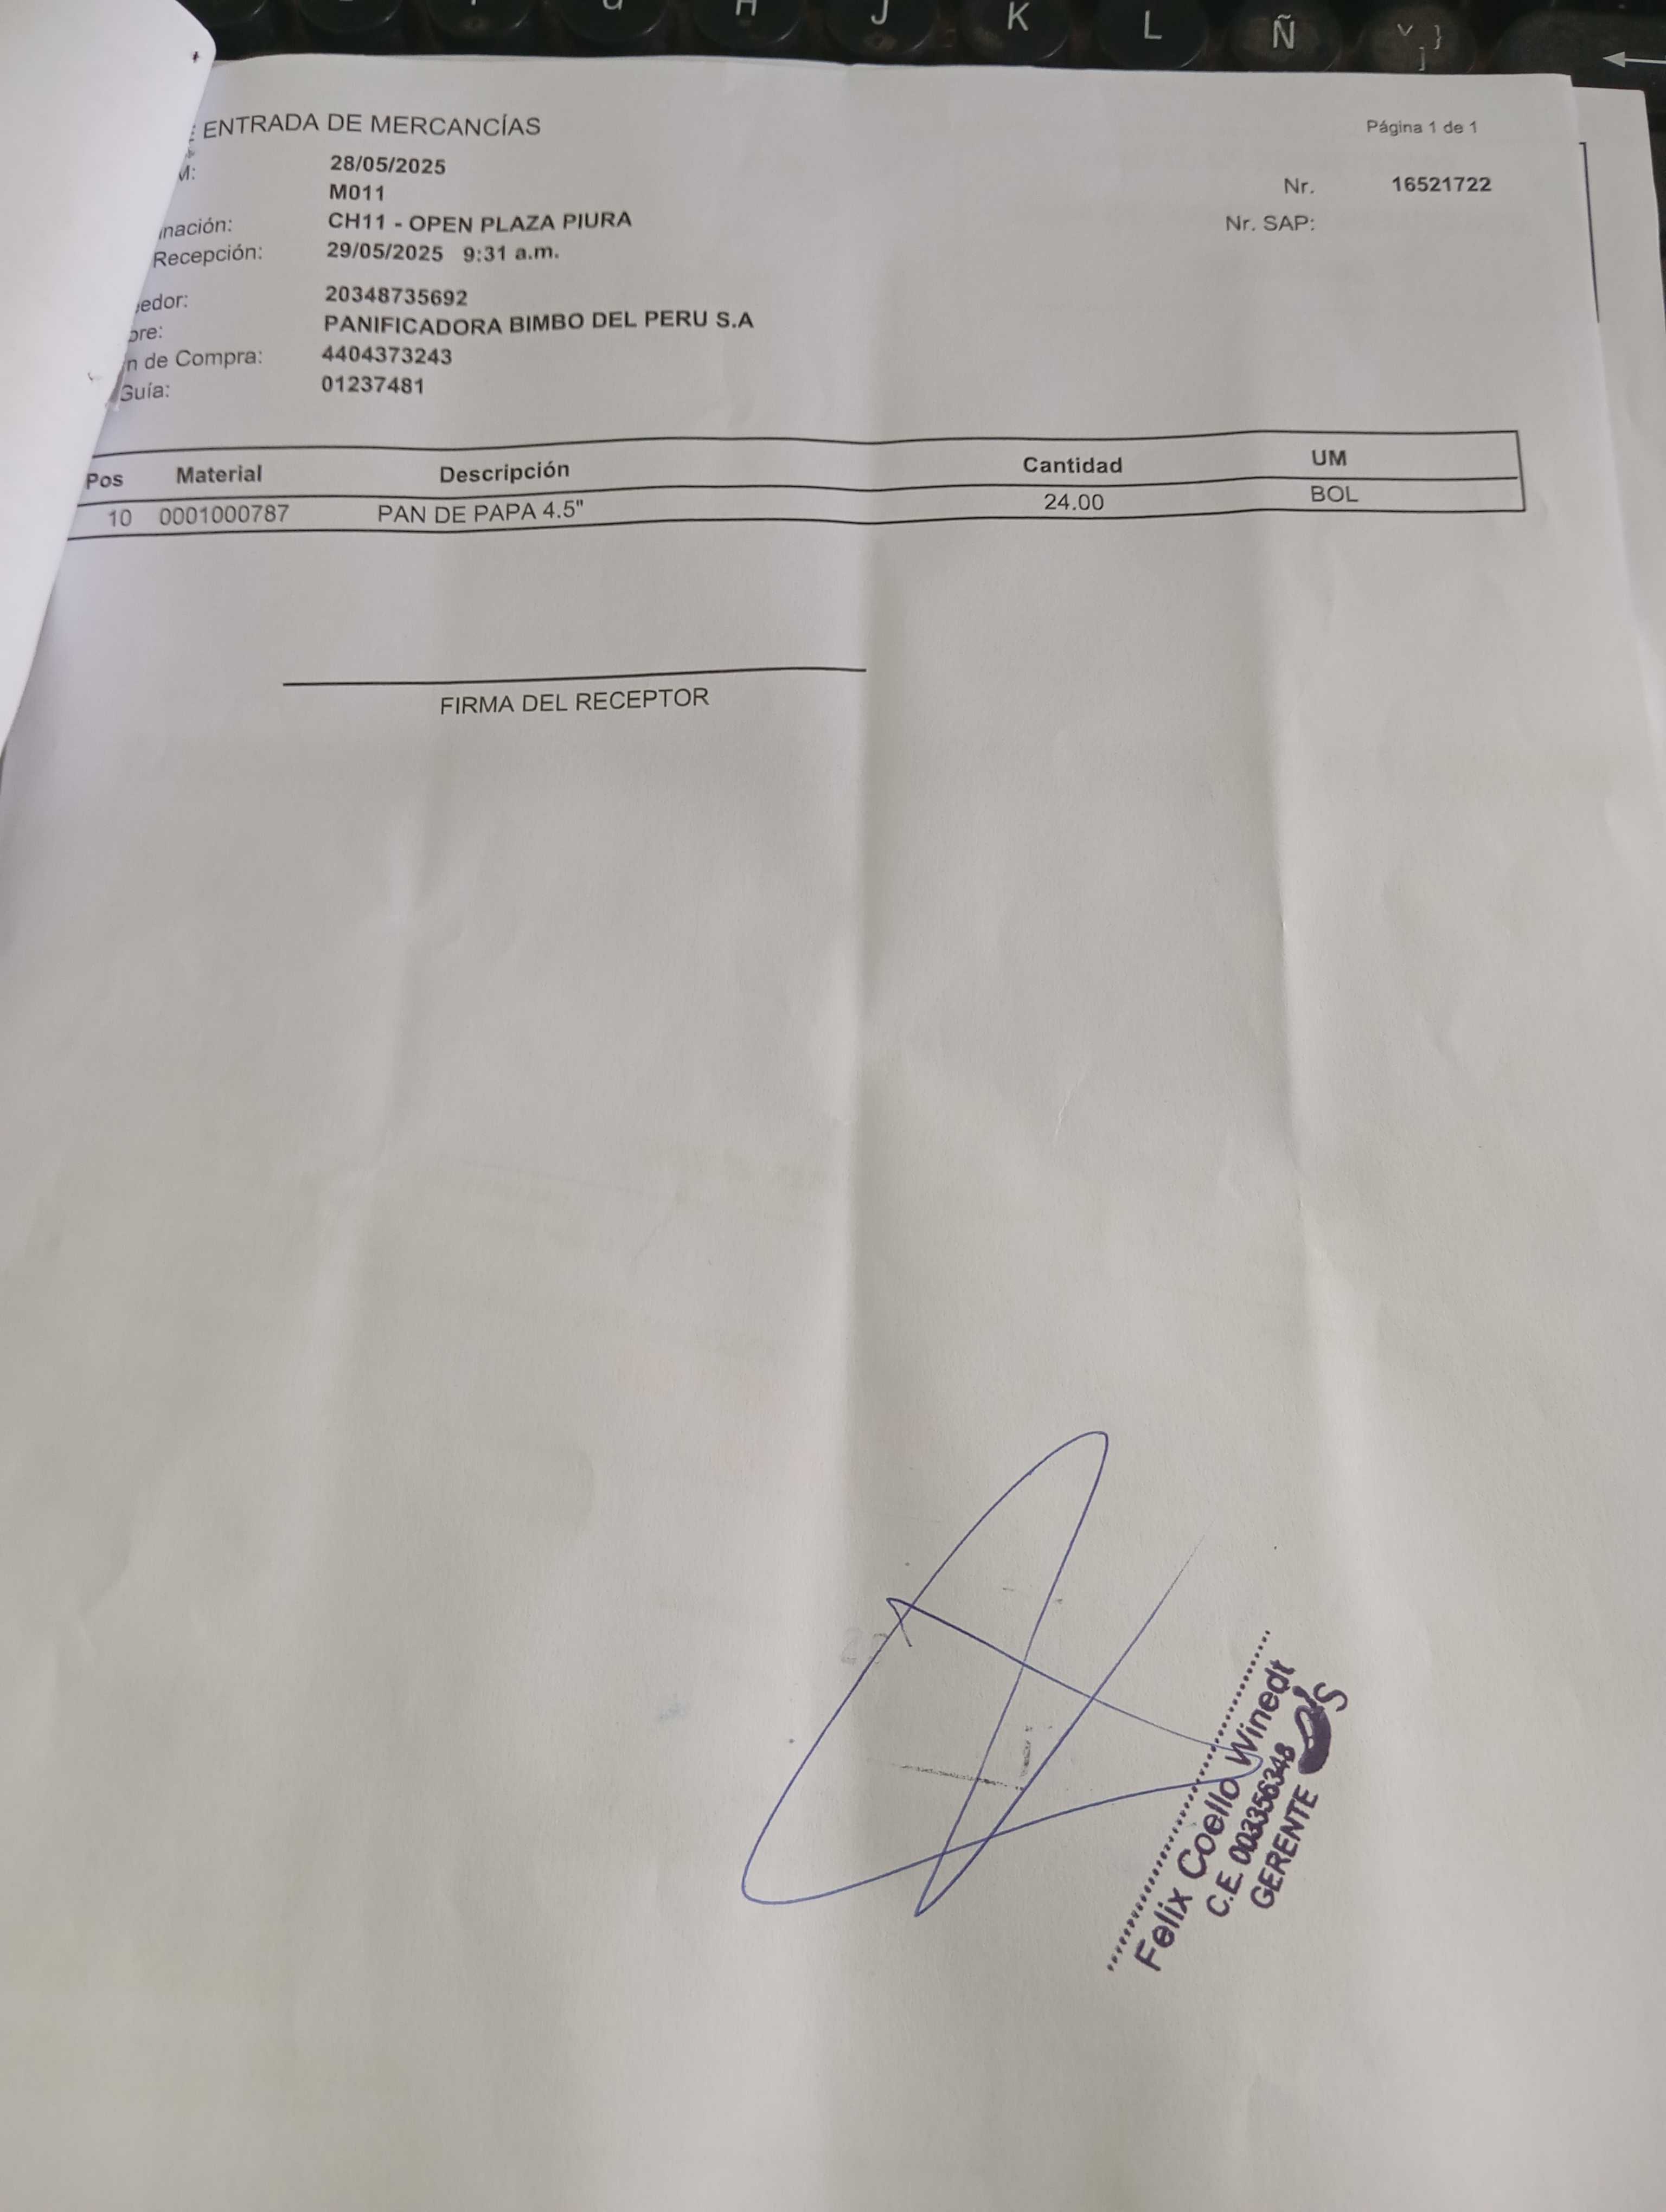 H J K L Ñ
ENTRADA DE MERCANCÍAS
Página 1 de 1
M: 28/05/2025
M011
Nr. 16521722
nación: CH11 - OPEN PLAZA PIURA
Nr. SAP:
Recepción: 29/05/2025 9:31 a.m.
edor: 20348735692
bre: PANIFICADORA BIMBO DEL PERU S.A
n de Compra: 4404373243
Guía: 01237481
Pos Material Descripción Cantidad UM
10 0001000787 PAN DE PAPA 4.5" 24.00 BOL
FIRMA DEL RECEPTOR
Felix Coello Winedt
C.E. 003356348
GERENTE